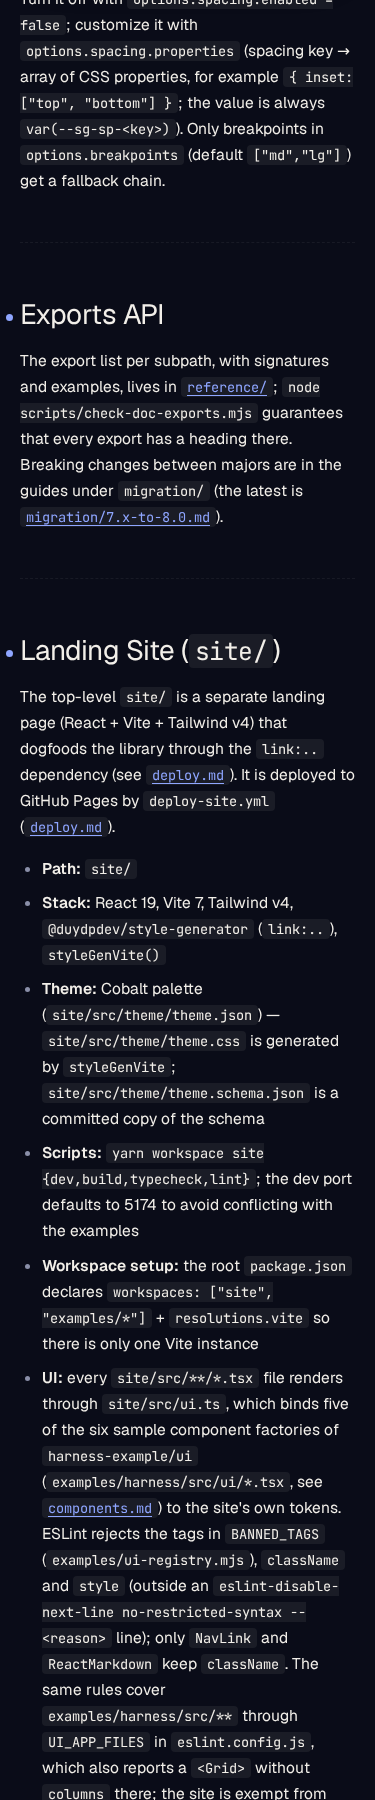 Turn it off with options.spacing.enabled =
false; customize it with
options.spacing.properties (spacing key →
array of CSS properties, for example { inset:
["top", "bottom"] }; the value is always
var(--sg-sp-<key>)). Only breakpoints in
options.breakpoints (default ["md","lg"])
get a fallback chain.
Exports API
The export list per subpath, with signatures
and examples, lives in reference/; node
scripts/check-doc-exports.mjs guarantees
that every export has a heading there.
Breaking changes between majors are in the
guides under migration/ (the latest is
migration/7.x-to-8.0.md).
Landing Site (site/)
The top-level site/ is a separate landing
page (React + Vite + Tailwind v4) that
dogfoods the library through the link:..
dependency (see deploy.md). It is deployed to
GitHub Pages by deploy-site.yml
(deploy.md).
Path: site/
Stack: React 19, Vite 7, Tailwind v4,
@duydpdev/style-generator (link:..),
styleGenVite()
Theme: Cobalt palette
(site/src/theme/theme.json) —
site/src/theme/theme.css is generated
by styleGenVite;
site/src/theme/theme.schema.json is a
committed copy of the schema
Scripts: yarn workspace site
{dev,build,typecheck,lint}; the dev port
defaults to 5174 to avoid conflicting with
the examples
Workspace setup: the root package.json
declares workspaces: ["site",
"examples/*"] + resolutions.vite so
there is only one Vite instance
UI: every site/src/**/*.tsx file renders
through site/src/ui.ts, which binds five
of the six sample component factories of
harness-example/ui
(examples/harness/src/ui/*.tsx, see
components.md) to the site's own tokens.
ESLint rejects the tags in BANNED_TAGS
(examples/ui-registry.mjs), className
and style (outside an eslint-disable-
next-line no-restricted-syntax --
<reason> line); only NavLink and
ReactMarkdown keep className. The
same rules cover
examples/harness/src/** through
UI_APP_FILES in eslint.config.js,
which also reports a <Grid> without
columns there; the site is exempt from